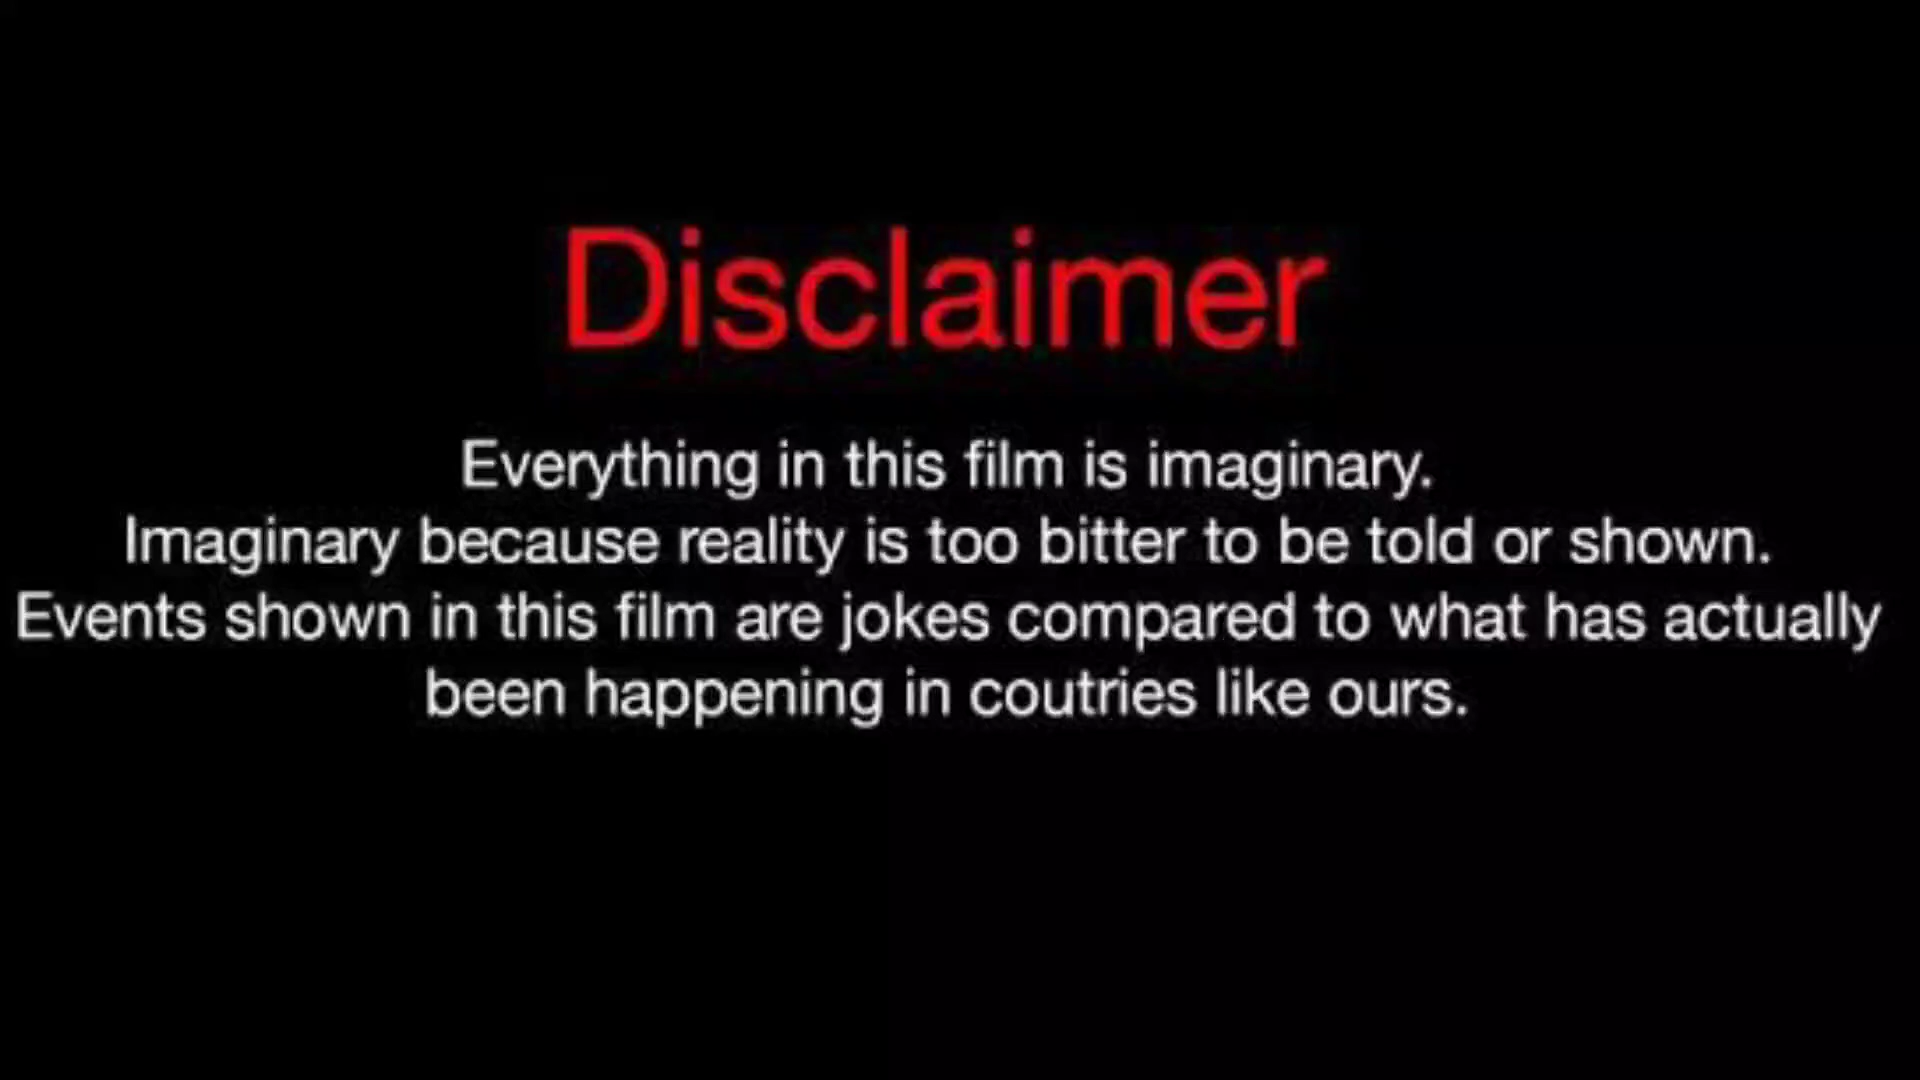 Disclaimer
Everything in this film is imaginary.
Imaginary because reality is too bitter to be told or shown.
Events shown in this film are jokes compared to what has actually
been happening in coutries like ours.